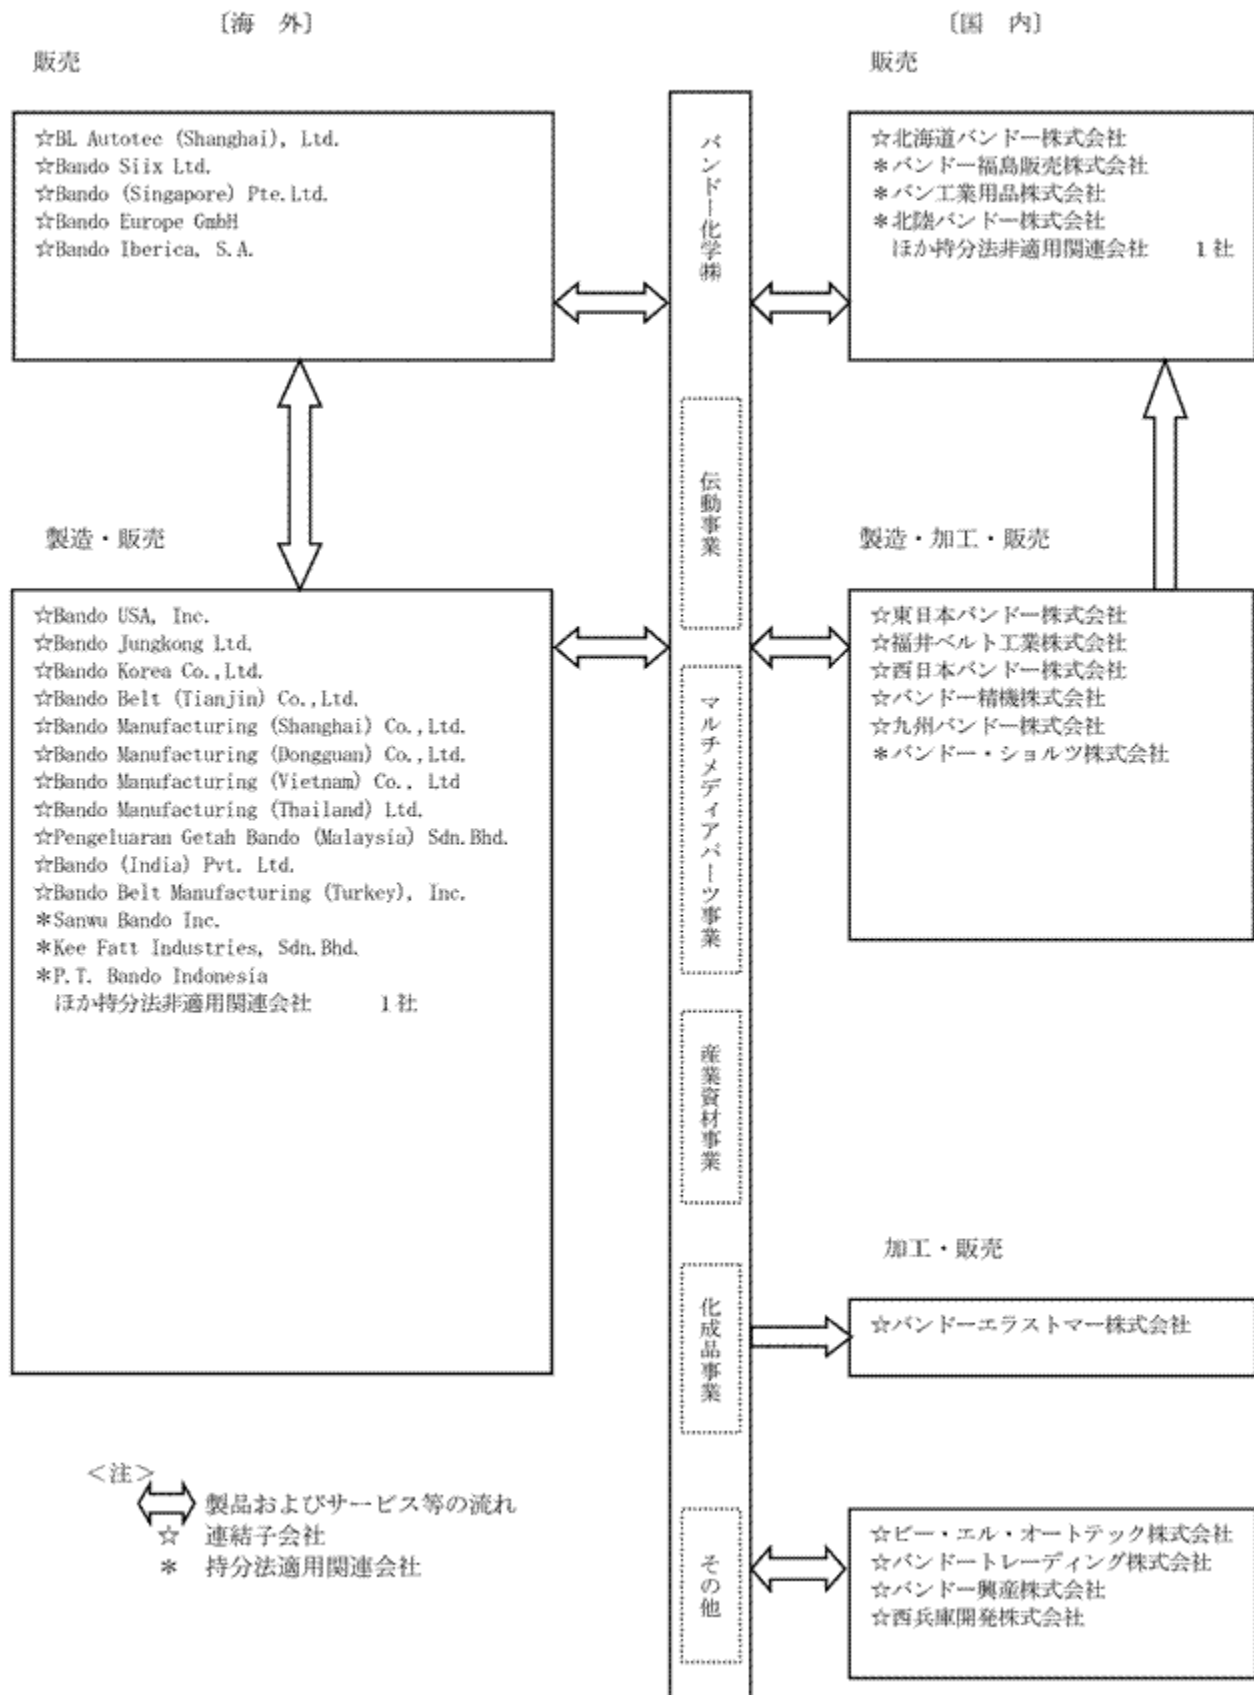 〔海　外〕
販売
☆BL Autotec (Shanghai), Ltd.
☆Bando Siix Ltd.
☆Bando (Singapore) Pte.Ltd.
☆Bando Europe GmbH
☆Bando Iberica, S.A.
製造・販売
☆Bando USA, Inc.
☆Bando Jungkong Ltd.
☆Bando Korea Co.,Ltd.
☆Bando Belt (Tianjin) Co.,Ltd.
☆Bando Manufacturing (Shanghai) Co.,Ltd.
☆Bando Manufacturing (Dongguan) Co.,Ltd.
☆Bando Manufacturing (Vietnam) Co., Ltd
☆Bando Manufacturing (Thailand) Ltd.
☆Pengeluaran Getah Bando (Malaysia) Sdn.Bhd.
☆Bando (India) Pvt. Ltd.
☆Bando Belt Manufacturing (Turkey), Inc.
＊Sanwu Bando Inc.
＊Kee Fatt Industries, Sdn.Bhd.
＊P.T. Bando Indonesia
ほか持分法非適用関連会社　　　1社
＜注＞
製品およびサービス等の流れ
☆　連結子会社
＊　持分法適用関連会社
バンドー化学㈱
伝動事業
マルチメディアパーツ事業
産業資材事業
化成品事業
その他
〔国　内〕
販売
☆北海道バンドー株式会社
＊バンドー福島販売株式会社
＊バン工業用品株式会社
＊北陸バンドー株式会社
ほか持分法非適用関連会社　　1社
製造・加工・販売
☆東日本バンドー株式会社
☆福井ベルト工業株式会社
☆西日本バンドー株式会社
☆バンドー精機株式会社
☆九州バンドー株式会社
＊バンドー・ショルツ株式会社
加工・販売
☆バンドーエラストマー株式会社
☆ビー・エル・オートテック株式会社
☆バンドートレーディング株式会社
☆バンドー興産株式会社
☆西兵庫開発株式会社